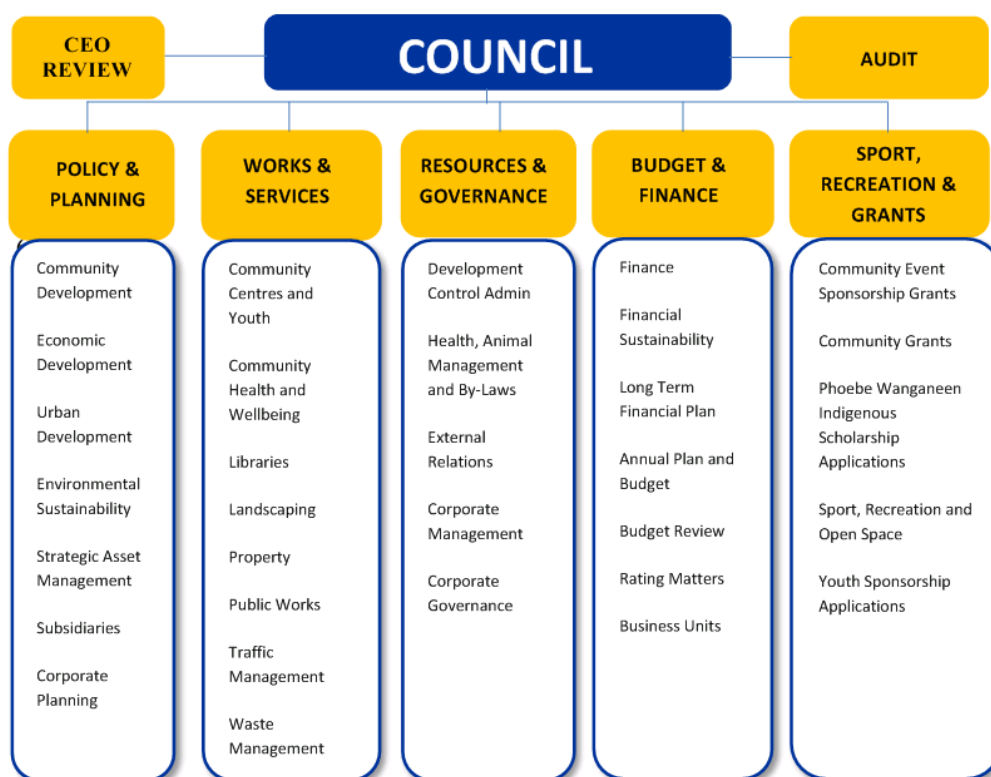 CEO
REVIEW
COUNCIL
AUDIT
POLICY &
PLANNING
WORKS &
SERVICES
RESOURCES &
GOVERNANCE
BUDGET &
FINANCE
SPORT,
RECREATION &
GRANTS
Community
Development
Economic
Development
Urban
Development
Environmental
Sustainability
Strategic Asset
Management
Subsidiaries
Corporate
Planning
Community
Centres and
Youth
Community
Health and
Wellbeing
Libraries
Landscaping
Property
Public Works
Traffic
Management
Waste
Management
Development
Control Admin
Health, Animal
Management
and By-Laws
External
Relations
Corporate
Management
Corporate
Governance
Finance
Financial
Sustainability
Long Term
Financial Plan
Annual Plan and
Budget
Budget Review
Rating Matters
Business Units
Community Event
Sponsorship Grants
Community Grants
Phoebe Wanganeen
Indigenous
Scholarship
Applications
Sport, Recreation and
Open Space
Youth Sponsorship
Applications